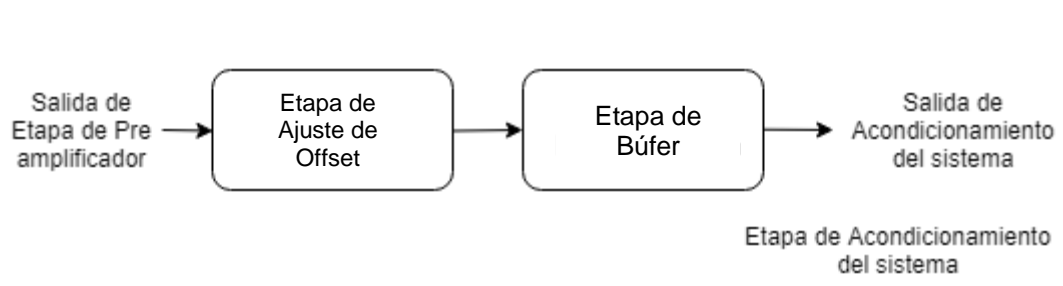 Salida de
Etapa de Pre
amplificador
Etapa de
Ajuste de
Offset
Etapa de
Búfer
Salida de
Acondicionamiento
del sistema
Etapa de Acondicionamiento
del sistema